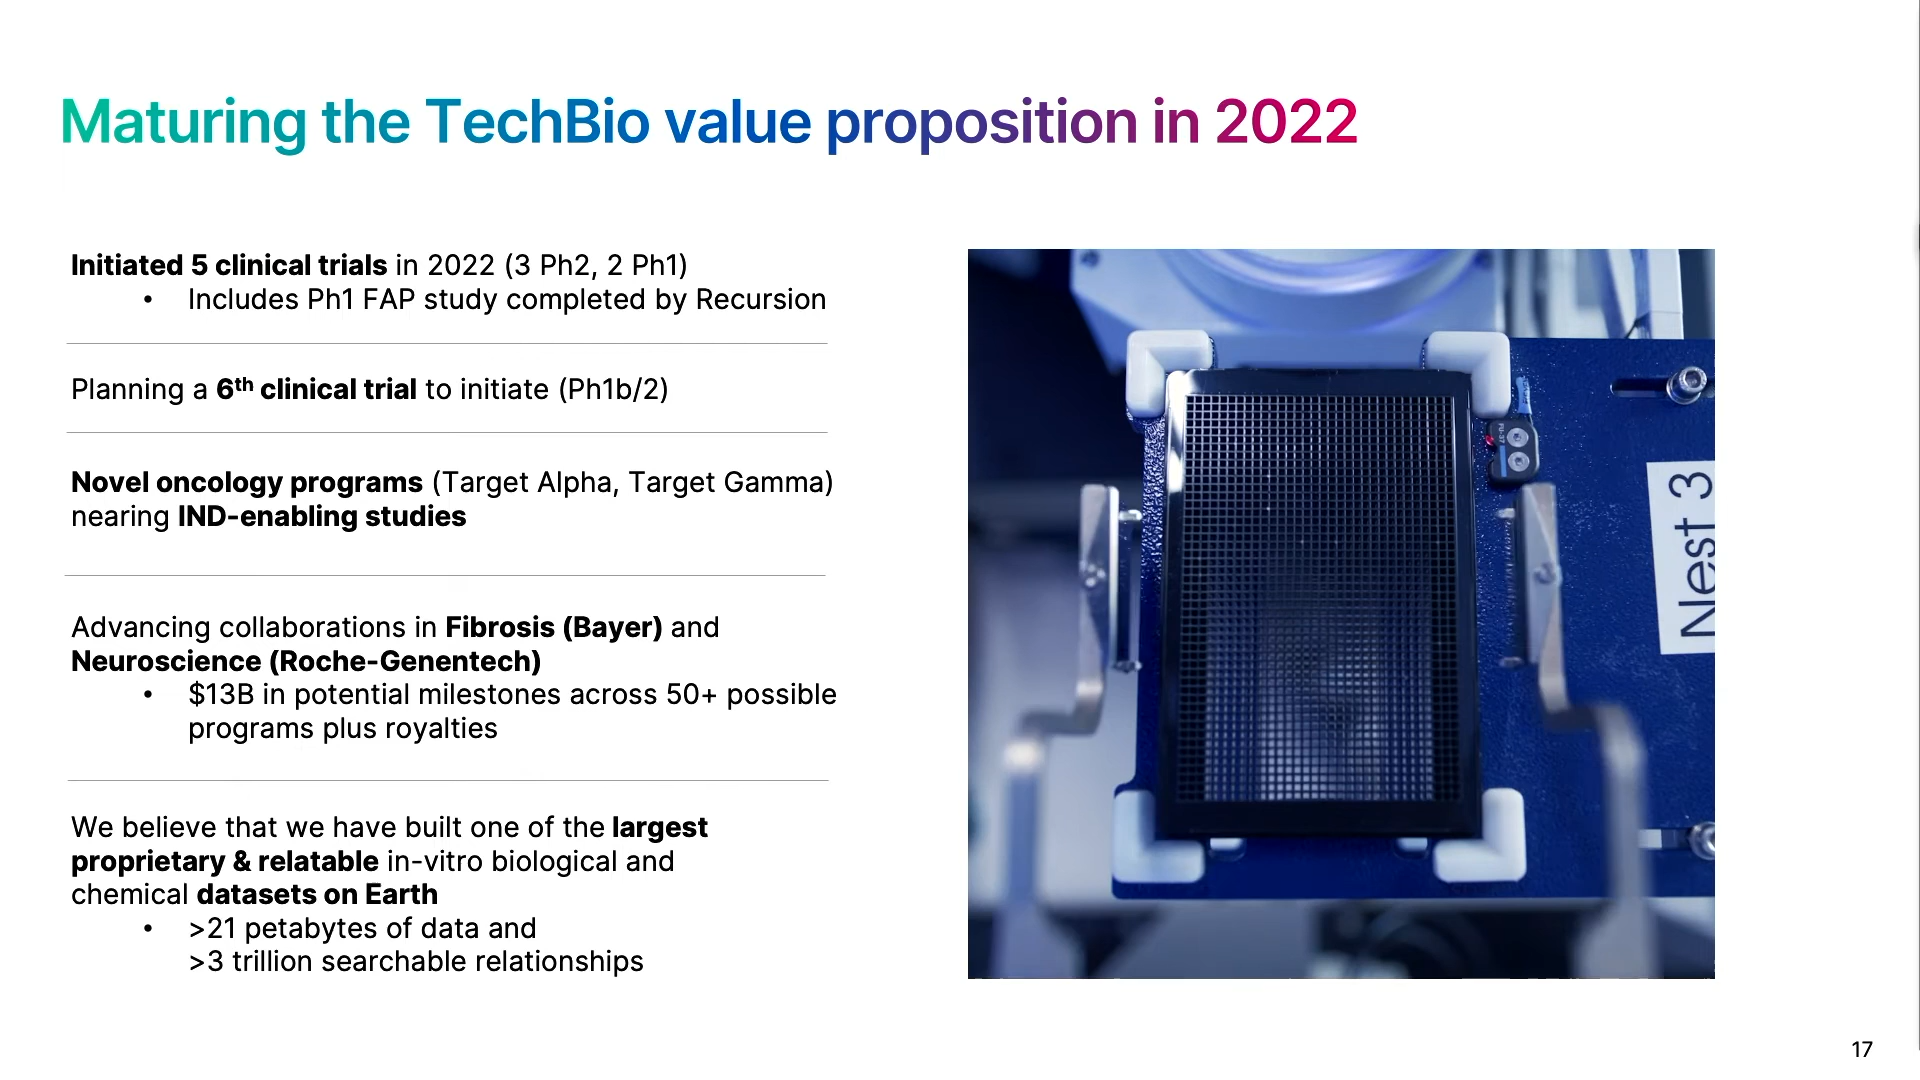 Maturing the TechBio value proposition in 2022
Initiated 5 clinical trials in 2022 (3 Ph2, 2 Ph1)
• Includes Ph1 FAP study completed by Recursion
Planning a 6th clinical trial to initiate (Ph1b/2)
Novel oncology programs (Target Alpha, Target Gamma)
nearing IND-enabling studies
Advancing collaborations in Fibrosis (Bayer) and
Neuroscience (Roche-Genentech)
• $13B in potential milestones across 50+ possible
programs plus royalties
We believe that we have built one of the largest
proprietary & relatable in-vitro biological and
chemical datasets on Earth
• >21 petabytes of data and
>3 trillion searchable relationships
Nest 3
17